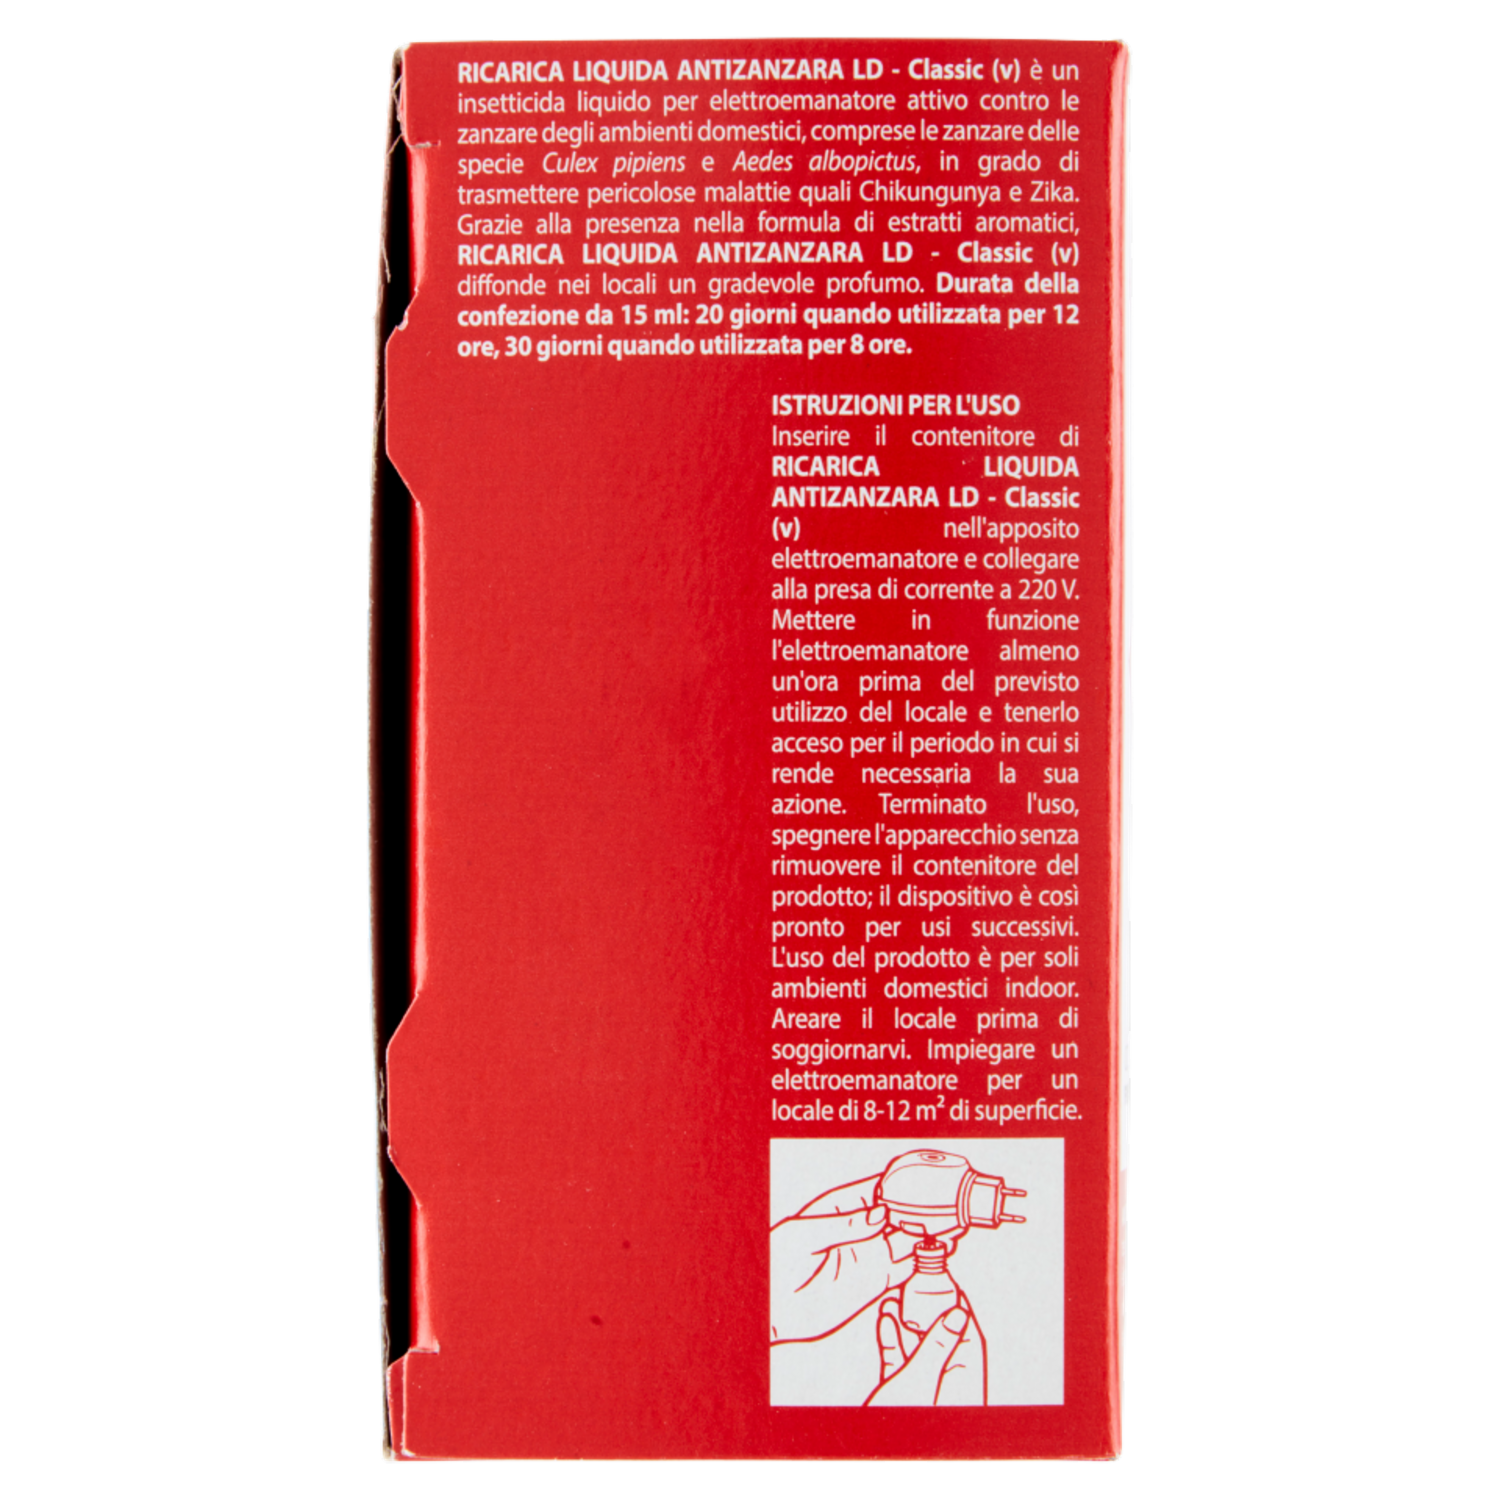 RICARICA LIQUIDA ANTIZANZARA LD - Classic (v) è un
insetticida liquido per elettroemanatore attivo contro le
zanzare degli ambienti domestici, comprese le zanzare delle
specie Culex pipiens e Aedes albopictus, in grado di
trasmettere pericolose malattie quali Chikungunya e Zika.
Grazie alla presenza nella formula di estratti aromatici,
RICARICA LIQUIDA ANTIZANZARA LD - Classic (v)
diffonde nei locali un gradevole profumo. Durata della
confezione da 15 ml: 20 giorni quando utilizzata per 12
ore, 30 giorni quando utilizzata per 8 ore.
ISTRUZIONI PER L'USO
Inserire il contenitore di
RICARICA LIQUIDA
ANTIZANZARA LD - Classic
(v) nell'apposito
elettroemanatore e collegare
alla presa di corrente a 220 V.
Mettere in funzione
l'elettroemanatore almeno
un'ora prima del previsto
utilizzo del locale e tenerlo
acceso per il periodo in cui si
rende necessaria la sua
azione. Terminato l'uso,
spegnere l'apparecchio senza
rimuovere il contenitore del
prodotto; il dispositivo è così
pronto per usi successivi.
L'uso del prodotto è per soli
ambienti domestici indoor.
Areare il locale prima di
soggiornarvi. Impiegare un
elettroemanatore per un
locale di 8-12 m² di superficie.